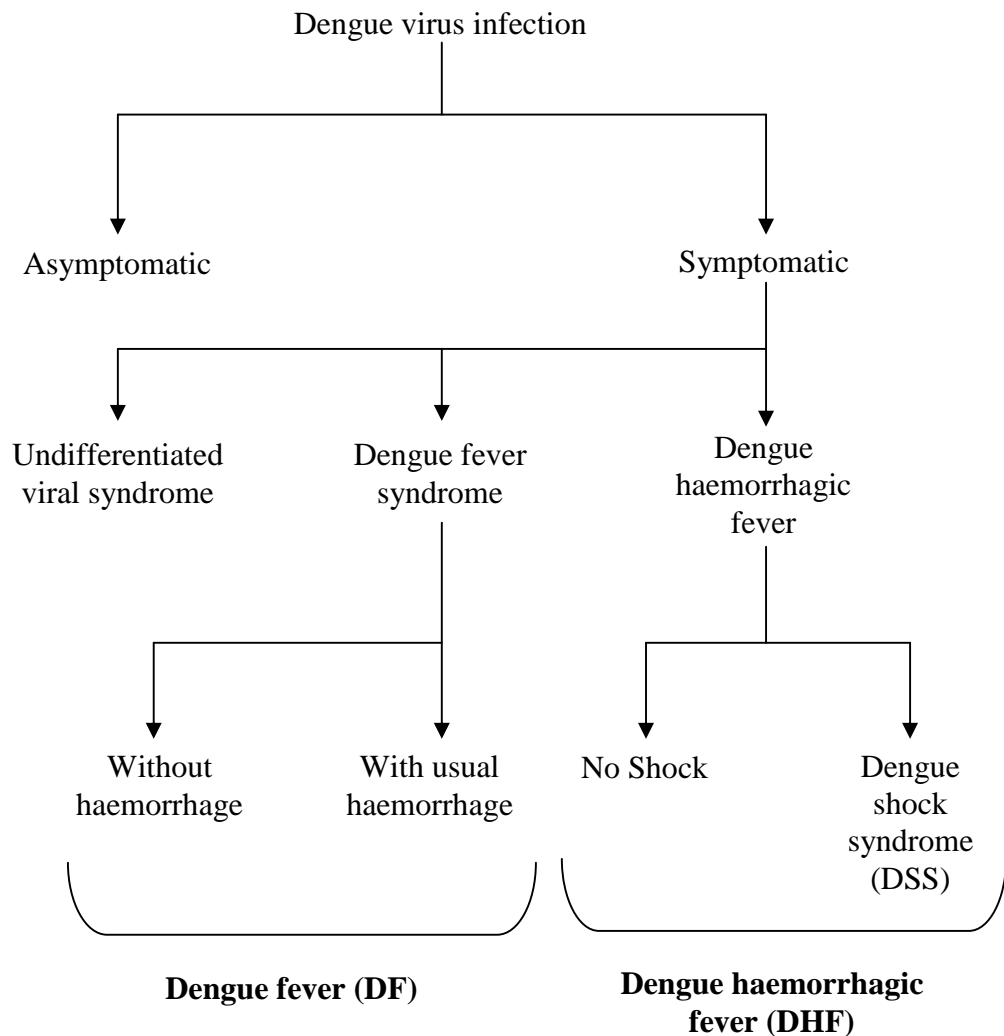 Dengue virus infection
Asymptomatic
Symptomatic
Undifferentiated
viral syndrome
Dengue fever
syndrome
Dengue
haemorrhagic
fever
Without
haemorrhage
With usual
haemorrhage
No Shock
Dengue
shock
syndrome
(DSS)
Dengue fever (DF)
Dengue haemorrhagic
fever (DHF)